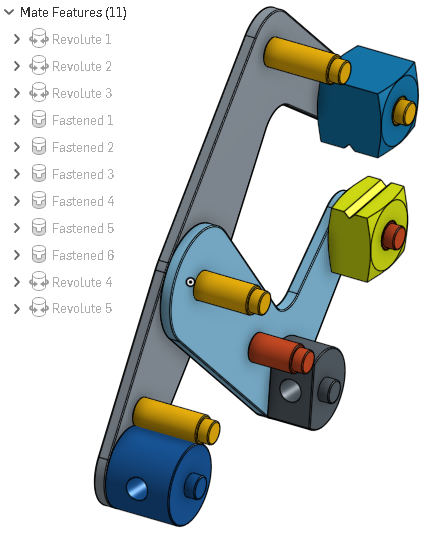 Mate Features (11)
Revolute 1
Revolute 2
Revolute 3
Fastened 1
Fastened 2
Fastened 3
Fastened 4
Fastened 5
Fastened 6
Revolute 4
Revolute 5